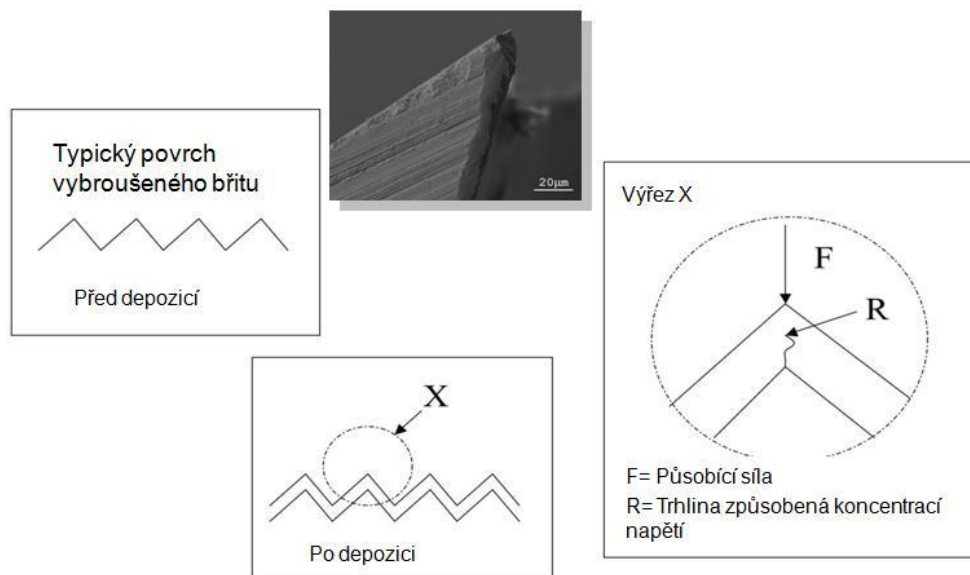 20µm
Typický povrch
vybroušeného břitu
Před depozicí
X
Po depozici
Výřez X
F
R
F= Působící síla
R= Trhlina způsobená koncentrací
napětí